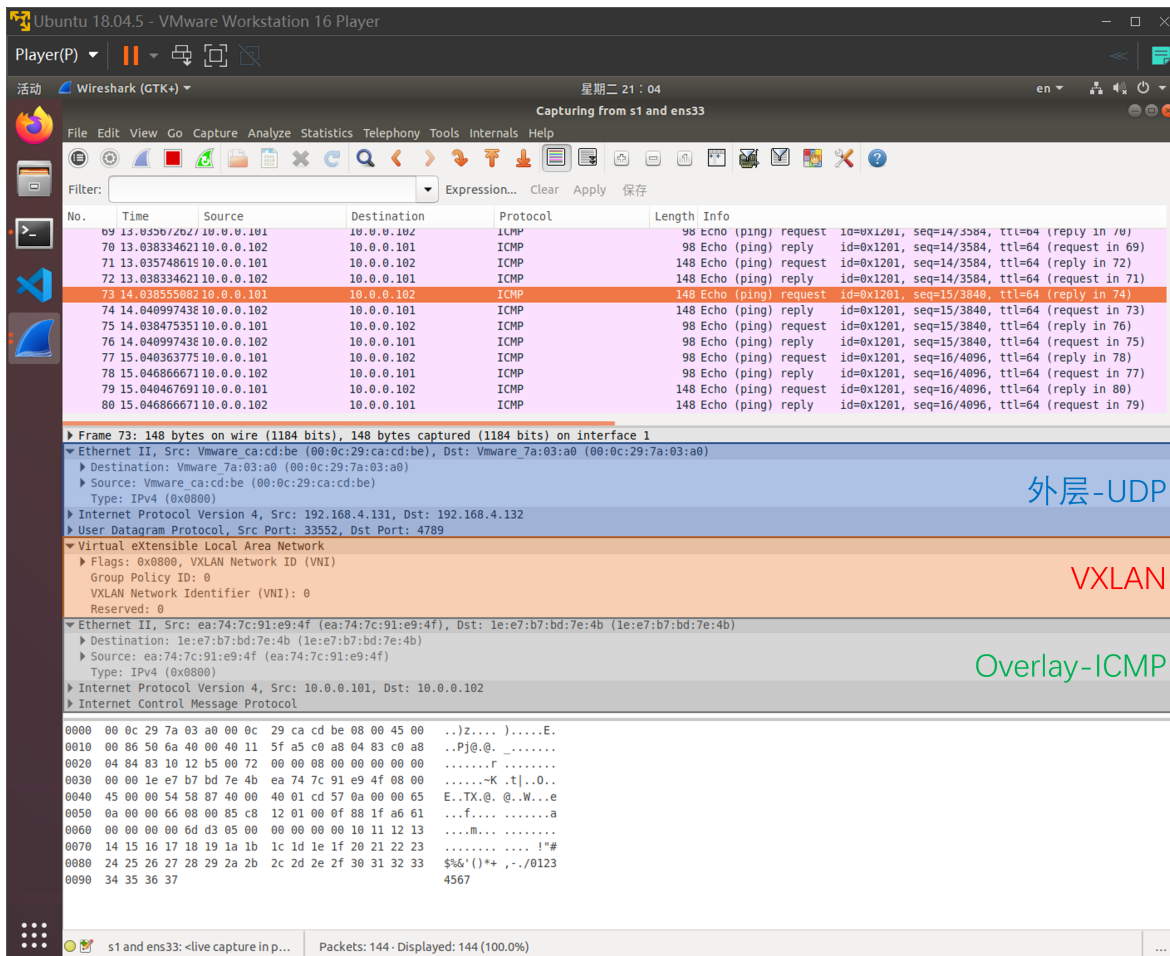 Ubuntu 18.04.5 - VMware Workstation 16 Player
Player(P)
活动 Wireshark (GTK+) 星期二 21：04 en
Capturing from s1 and ens33
File Edit View Go Capture Analyze Statistics Telephony Tools Internals Help
Filter: Expression... Clear Apply 保存
No. Time Source Destination Protocol Length Info
69 13.035672627 10.0.0.101 10.0.0.102 ICMP 98 Echo (ping) request id=0x1201, seq=14/3584, ttl=64 (reply in 70)
70 13.038334621 10.0.0.102 10.0.0.101 ICMP 98 Echo (ping) reply id=0x1201, seq=14/3584, ttl=64 (request in 69)
71 13.035748619 10.0.0.101 10.0.0.102 ICMP 148 Echo (ping) request id=0x1201, seq=14/3584, ttl=64 (reply in 72)
72 13.038334621 10.0.0.102 10.0.0.101 ICMP 148 Echo (ping) reply id=0x1201, seq=14/3584, ttl=64 (request in 71)
73 14.038555082 10.0.0.101 10.0.0.102 ICMP 148 Echo (ping) request id=0x1201, seq=15/3840, ttl=64 (reply in 74)
74 14.040997438 10.0.0.102 10.0.0.101 ICMP 148 Echo (ping) reply id=0x1201, seq=15/3840, ttl=64 (request in 73)
75 14.038475351 10.0.0.101 10.0.0.102 ICMP 98 Echo (ping) request id=0x1201, seq=15/3840, ttl=64 (reply in 76)
76 14.040997438 10.0.0.102 10.0.0.101 ICMP 98 Echo (ping) reply id=0x1201, seq=15/3840, ttl=64 (request in 75)
77 15.040363775 10.0.0.101 10.0.0.102 ICMP 98 Echo (ping) request id=0x1201, seq=16/4096, ttl=64 (reply in 78)
78 15.046866671 10.0.0.102 10.0.0.101 ICMP 98 Echo (ping) reply id=0x1201, seq=16/4096, ttl=64 (request in 77)
79 15.040467691 10.0.0.101 10.0.0.102 ICMP 148 Echo (ping) request id=0x1201, seq=16/4096, ttl=64 (reply in 80)
80 15.046866671 10.0.0.102 10.0.0.101 ICMP 148 Echo (ping) reply id=0x1201, seq=16/4096, ttl=64 (request in 79)
Frame 73: 148 bytes on wire (1184 bits), 148 bytes captured (1184 bits) on interface 1
Ethernet II, Src: Vmware_ca:cd:be (00:0c:29:ca:cd:be), Dst: Vmware_7a:03:a0 (00:0c:29:7a:03:a0)
Destination: Vmware_7a:03:a0 (00:0c:29:7a:03:a0)
Source: Vmware_ca:cd:be (00:0c:29:ca:cd:be)
外层-UDP
Type: IPv4 (0x0800)
Internet Protocol Version 4, Src: 192.168.4.131, Dst: 192.168.4.132
User Datagram Protocol, Src Port: 33552, Dst Port: 4789
Virtual eXtensible Local Area Network
Flags: 0x0800, VXLAN Network ID (VNI)
Group Policy ID: 0
VXLAN
VXLAN Network Identifier (VNI): 0
Reserved: 0
Ethernet II, Src: ea:74:7c:91:e9:4f (ea:74:7c:91:e9:4f), Dst: 1e:e7:b7:bd:7e:4b (1e:e7:b7:bd:7e:4b)
Destination: 1e:e7:b7:bd:7e:4b (1e:e7:b7:bd:7e:4b)
Source: ea:74:7c:91:e9:4f (ea:74:7c:91:e9:4f)
Overlay-ICMP
Type: IPv4 (0x0800)
Internet Protocol Version 4, Src: 10.0.0.101, Dst: 10.0.0.102
Internet Control Message Protocol
0000 00 0c 29 7a 03 a0 00 0c 29 ca cd be 08 00 45 00 ..)z.... ).....E.
0010 00 86 50 6a 40 00 40 11 5f a5 c0 a8 04 83 c0 a8 ..Pj@.@. _.......
0020 04 84 83 10 12 b5 00 72 00 00 08 00 00 00 00 00 .......r ........
0030 00 00 1e e7 b7 bd 7e 4b ea 74 7c 91 e9 4f 08 00 ......~K .t|..O..
0040 45 00 00 54 58 87 40 00 40 01 cd 57 0a 00 00 65 E..TX.@. @..W...e
0050 0a 00 00 66 08 00 85 c8 12 01 00 0f 88 1f a6 61 ...f.... .......a
0060 00 00 00 00 6d d3 05 00 00 00 00 00 10 11 12 13 ....m... ........
0070 14 15 16 17 18 19 1a 1b 1c 1d 1e 1f 20 21 22 23 ........ .... !"#
0080 24 25 26 27 28 29 2a 2b 2c 2d 2e 2f 30 31 32 33 $%&'()*+ ,-./0123
0090 34 35 36 37 4567
s1 and ens33: <live capture in p... Packets: 144 · Displayed: 144 (100.0%) ...